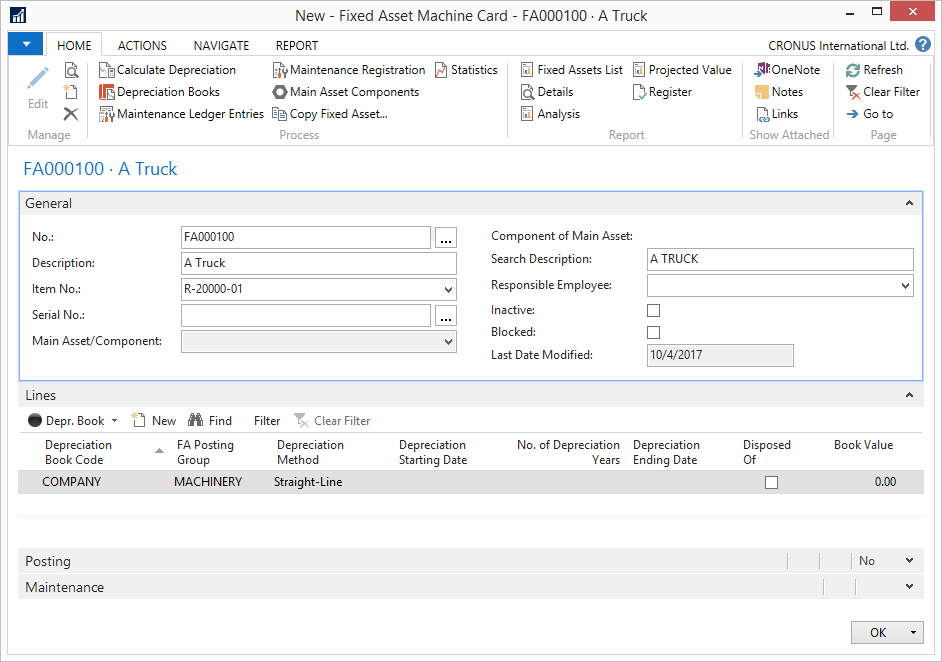 New - Fixed Asset Machine Card - FA000100 · A Truck
HOME ACTIONS NAVIGATE REPORT CRONUS International Ltd.
Edit
Manage
Calculate Depreciation
Depreciation Books
Maintenance Ledger Entries
Maintenance Registration
Main Asset Components
Copy Fixed Asset...
Statistics
Process
Fixed Assets List
Details
Analysis
Projected Value
Register
Report
OneNote
Notes
Links
Show Attached
Refresh
Clear Filter
Go to
Page
FA000100 · A Truck
General
No.: FA000100 ...
Description: A Truck
Item No.: R-20000-01
Serial No.: ...
Main Asset/Component:
Component of Main Asset:
Search Description: A TRUCK
Responsible Employee:
Inactive:
Blocked:
Last Date Modified: 10/4/2017
Lines
Depr. Book New Find Filter Clear Filter
Depreciation Book Code FA Posting Group Depreciation Method Depreciation Starting Date No. of Depreciation Years Depreciation Ending Date Disposed Of Book Value
COMPANY MACHINERY Straight-Line 0.00
Posting No
Maintenance
OK